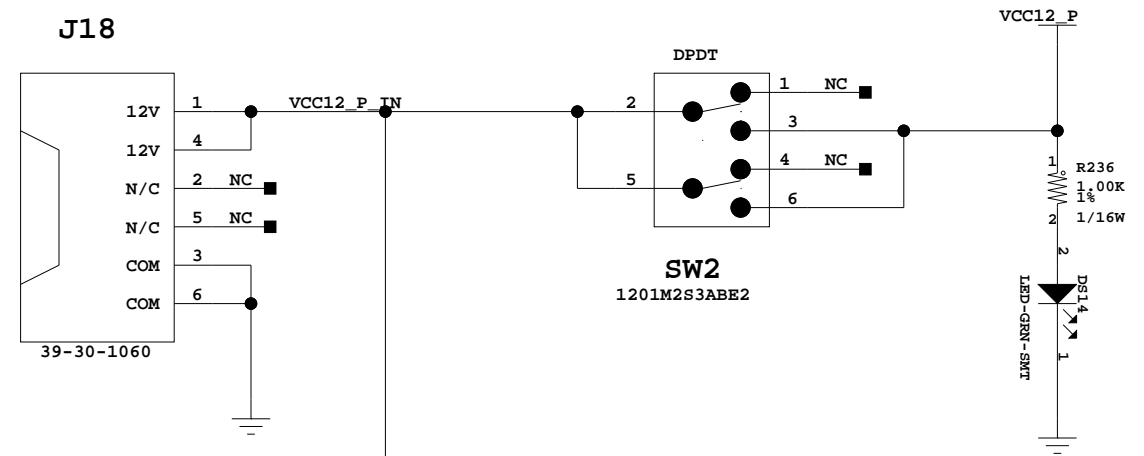 J18
12V 1
12V 4
N/C 2 NC
N/C 5 NC
COM 3
COM 6
39-30-1060
VCC12_P_IN
DPDT
2
5
1 NC
3
4 NC
6
SW2
1201M2S3ABE2
VCC12_P
1
R236
1.00K
1%
1/16W
2
2
DS14
LED-GRN-SMT
1